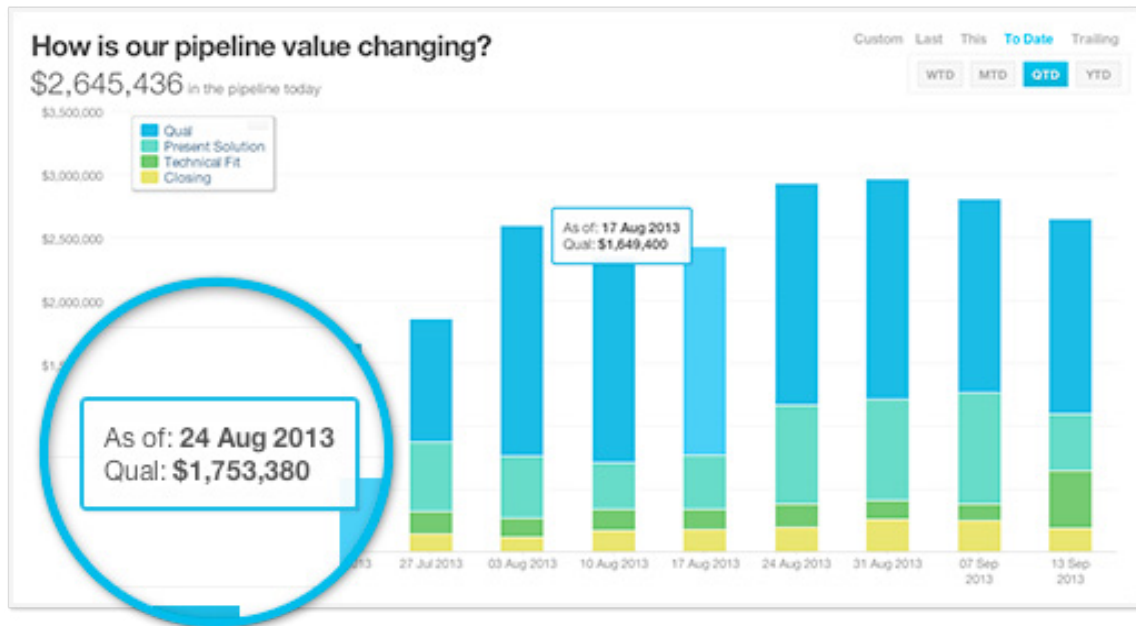 How is our pipeline value changing?
$2,645,436 in the pipeline today
Custom Last This To Date Trailing
WTD MTD QTD YTD
$3,500,000
$3,000,000
$2,500,000
$2,000,000
Qual
Present Solution
Technical Fit
Closing
As of: 17 Aug 2013
Qual: $1,649,400
As of: 24 Aug 2013
Qual: $1,753,380
27 Jul 2013 03 Aug 2013 10 Aug 2013 17 Aug 2013 24 Aug 2013 31 Aug 2013 07 Sep 13 Sep
2013 2013